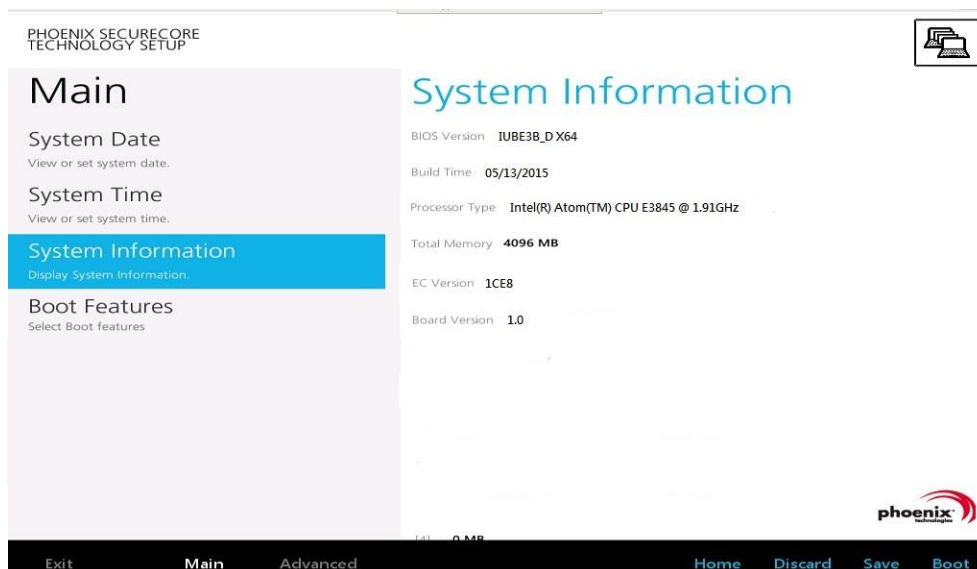 PHOENIX SECURECORE
TECHNOLOGY SETUP
Main
System Date
View or set system date.
System Time
View or set system time.
System Information
Display System Information.
Boot Features
Select Boot features
System Information
BIOS Version IUBE3B_D X64
Build Time 05/13/2015
Processor Type Intel(R) Atom(TM) CPU E3845 @ 1.91GHz
Total Memory 4096 MB
EC Version 1CE8
Board Version 1.0
phoenix
technologies
0 MB
Exit Main Advanced Home Discard Save Boot